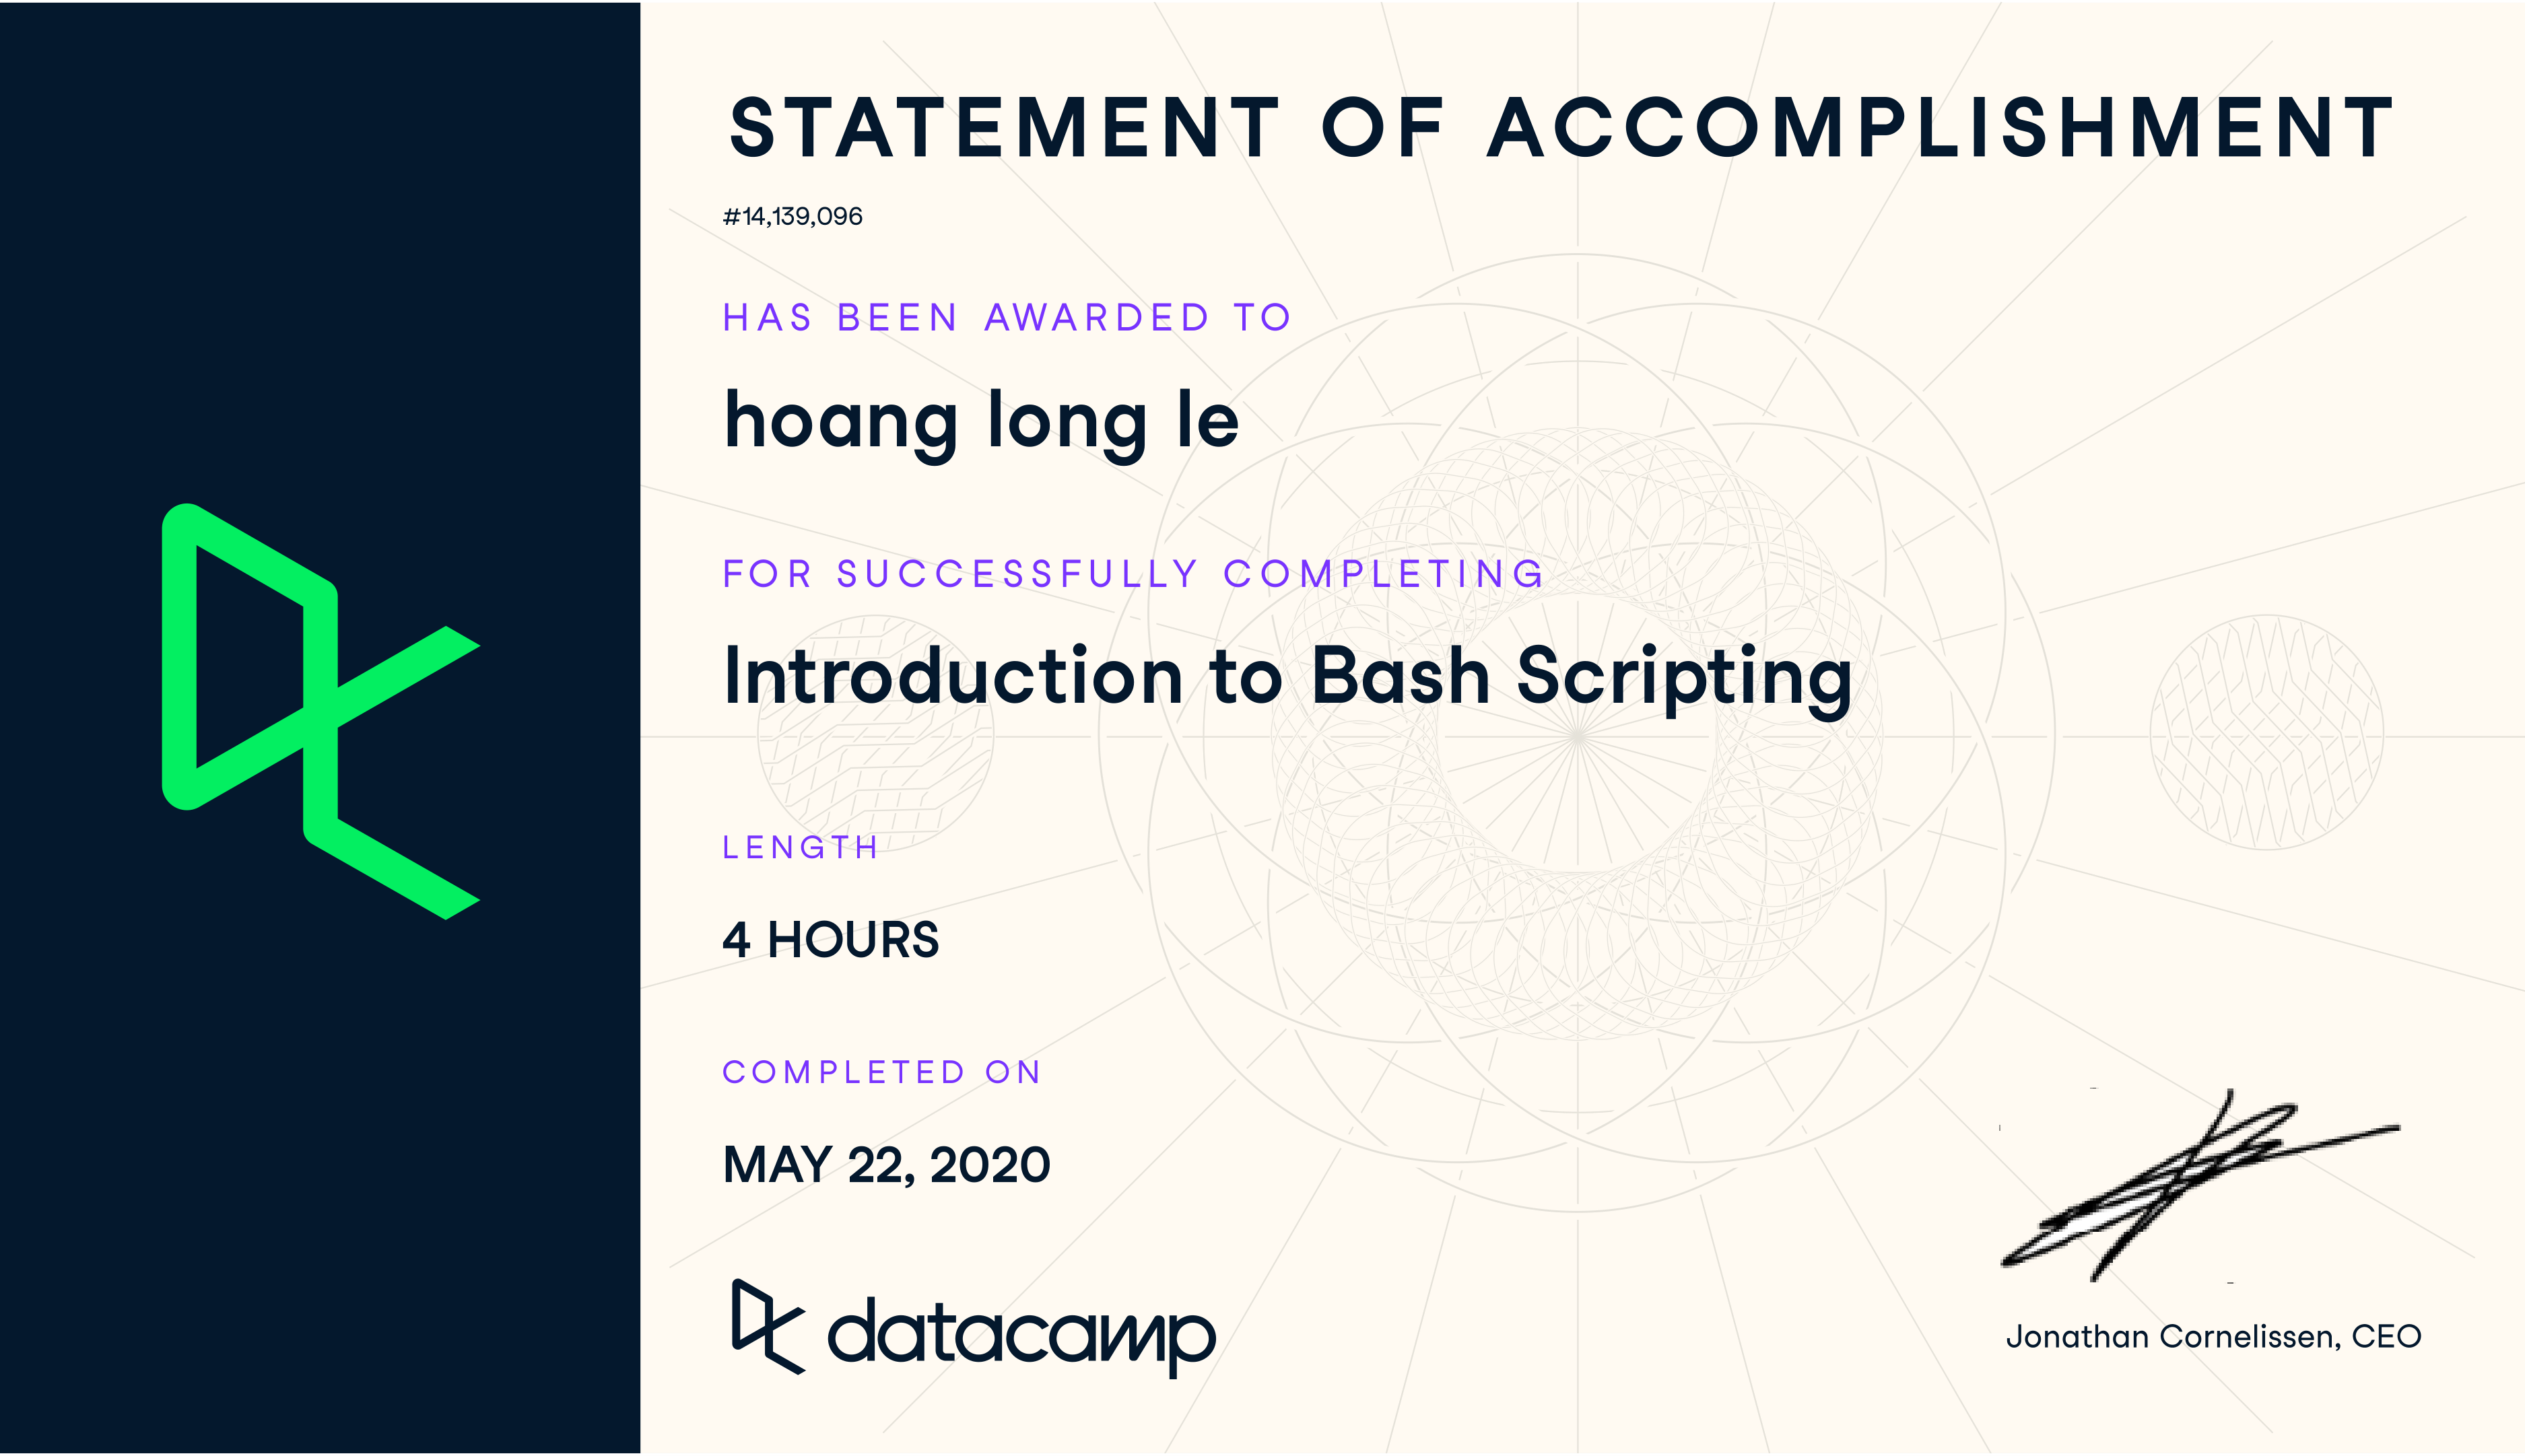 STATEMENT OF ACCOMPLISHMENT
#14,139,096
HAS BEEN AWARDED TO
hoang long le
FOR SUCCESSFULLY COMPLETING
Introduction to Bash Scripting
LENGTH
4 HOURS
COMPLETED ON
MAY 22, 2020
datacamp
Jonathan Cornelissen, CEO